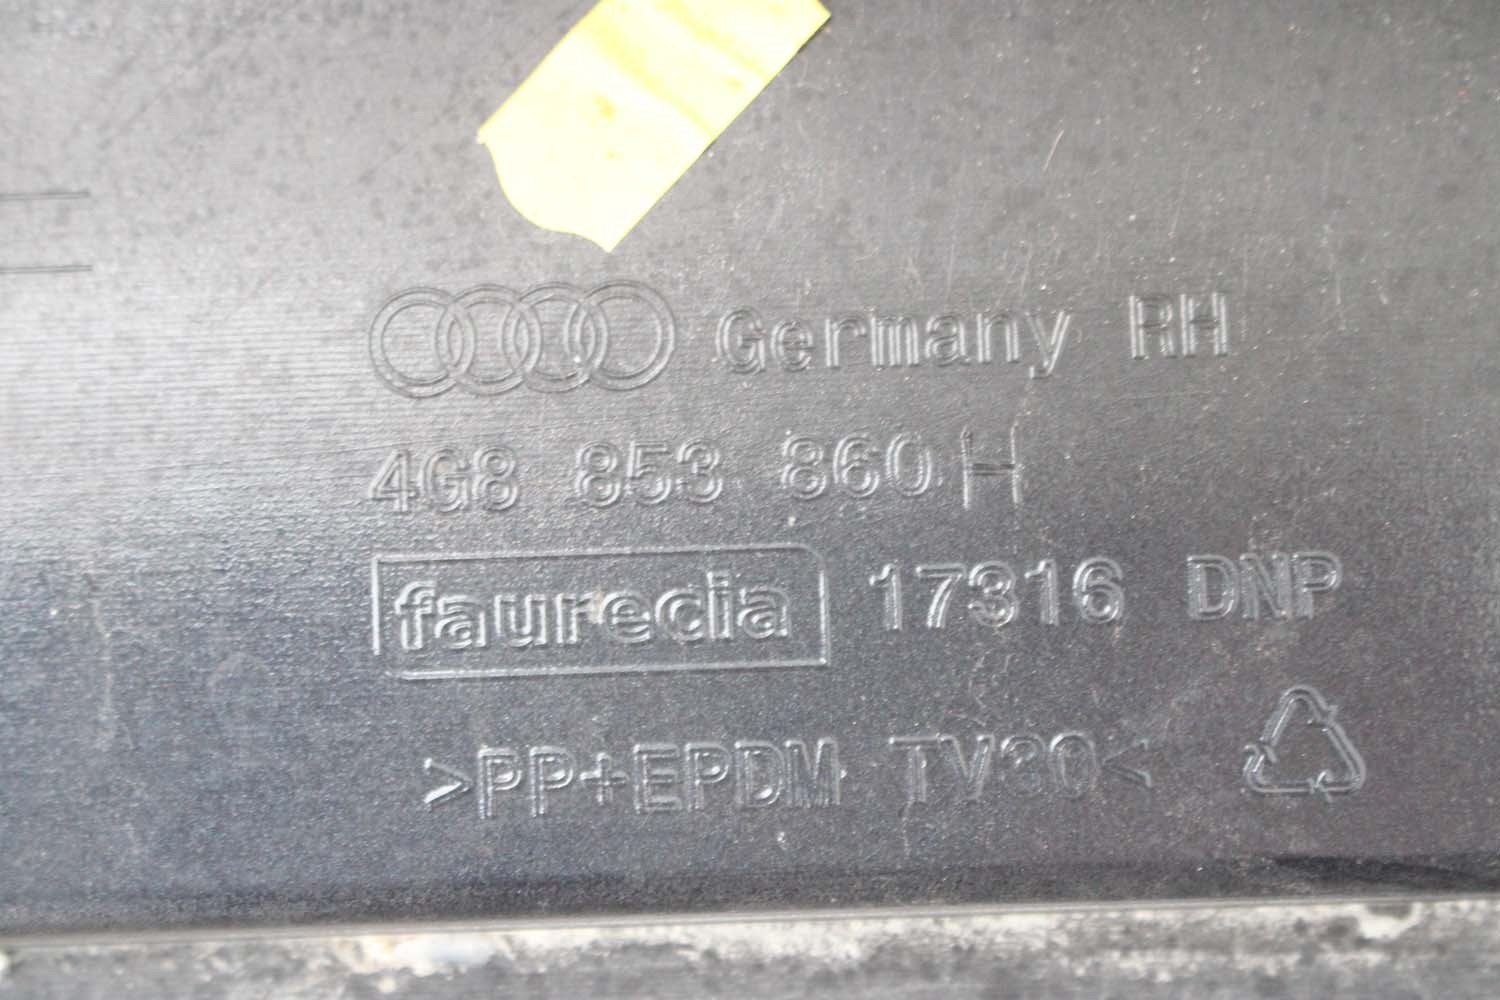 Germany RH
4G8 853 860 H
faurecia 17316 DNP
>PP+EPDM TV30<